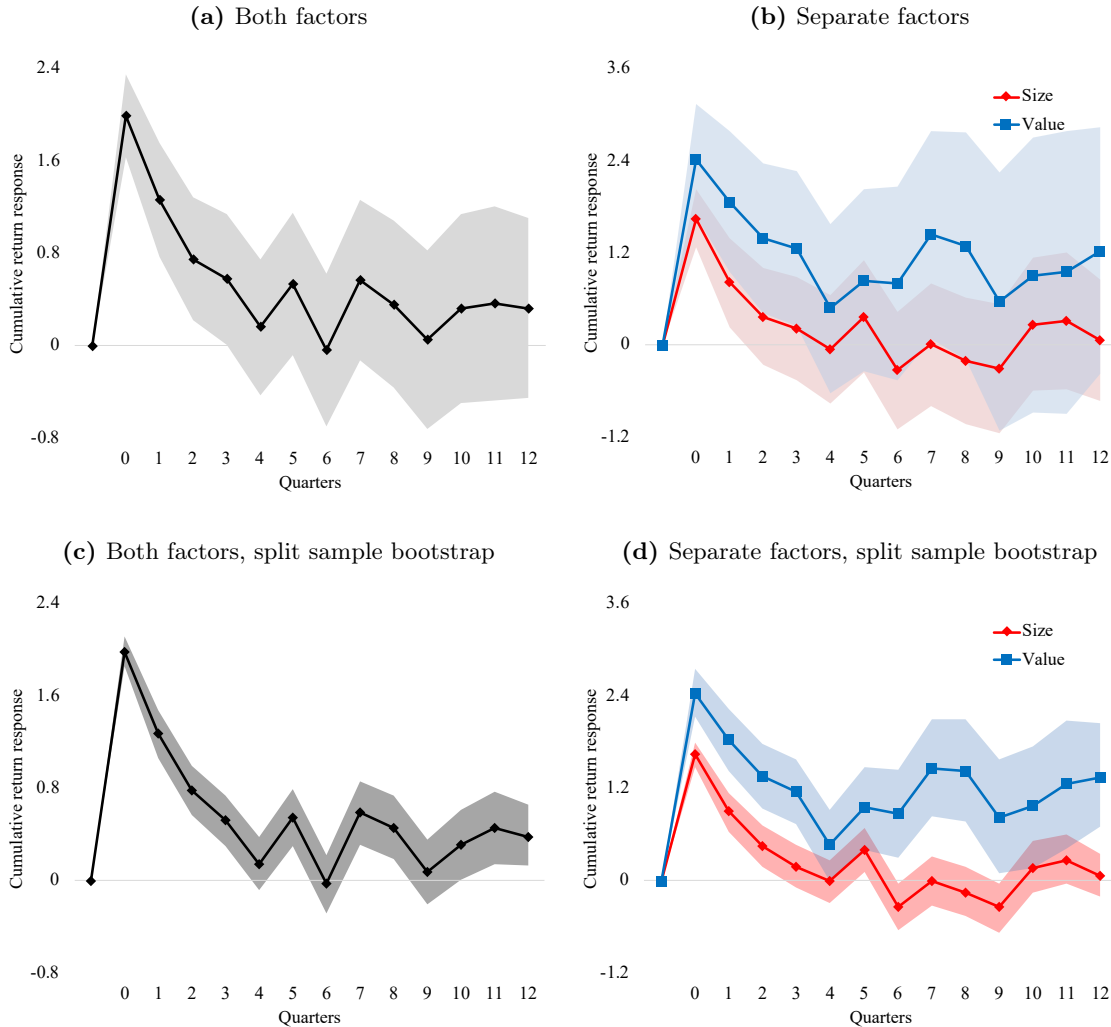 (a) Both factors
Cumulative return response
2.4
1.6
0.8
0
-0.8
0 1 2 3 4 5 6 7 8 9 10 11 12
Quarters
(b) Separate factors
Cumulative return response
3.6
2.4
1.2
0
-1.2
Size
Value
0 1 2 3 4 5 6 7 8 9 10 11 12
Quarters
(c) Both factors, split sample bootstrap
Cumulative return response
2.4
1.6
0.8
0
-0.8
0 1 2 3 4 5 6 7 8 9 10 11 12
Quarters
(d) Separate factors, split sample bootstrap
Cumulative return response
3.6
2.4
1.2
0
-1.2
Size
Value
0 1 2 3 4 5 6 7 8 9 10 11 12
Quarters